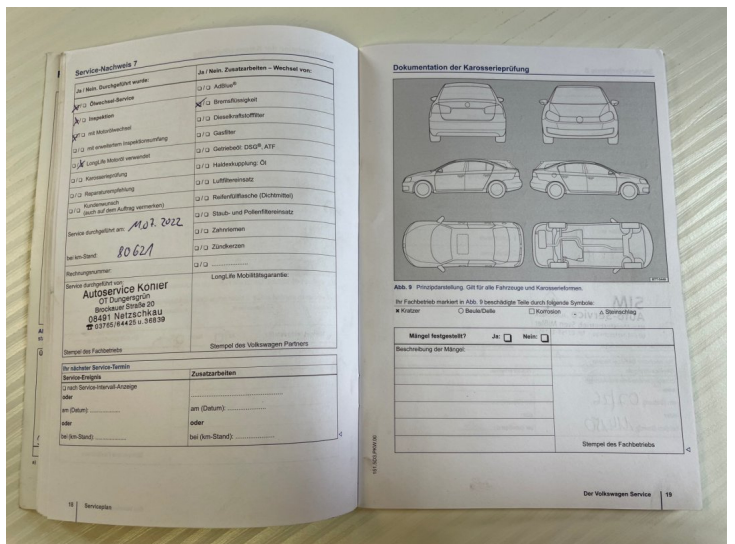 Service-Nachweis 7
Ja / Nein. Durchgeführt wurde:
Ölwechsel-Service
Inspektion
mit Motorölwechsel
mit erweitertem Inspektionsumfang
LongLife Motoröl verwendet
Karosserieprüfung
Reparaturempfehlung
Kundenwunsch
(auch auf dem Auftrag vermerken)
Service durchgeführt am: 11.07.2022
bei km-Stand: 80621
Rechnungsnummer:
Service durchgeführt von:
Autoservice Konier
OT Dungersgrün
Brockauer Straße 20
08491 Netzschkau
☎ 03765/64425 u. 36839
Stempel des Fachbetriebs
Ja / Nein. Zusatzarbeiten – Wechsel von:
AdBlue®
Bremsflüssigkeit
Dieselkraftstofffilter
Gasfilter
Getriebeöl: DSG®, ATF
Haldexkupplung: Öl
Luftfiltereinsatz
Reifenfüllflasche (Dichtmittel)
Staub- und Pollenfiltereinsatz
Zahnriemen
Zündkerzen
LongLife Mobilitätsgarantie:
Stempel des Volkswagen Partners
Ihr nächster Service-Termin
Service-Ereignis
nach Service-Intervall-Anzeige
oder
am (Datum):
oder
bei (km-Stand):
Zusatzarbeiten
am (Datum):
oder
bei (km-Stand):
18 Serviceplan
Dokumentation der Karosserieprüfung
Abb. 9 Prinzipdarstellung. Gilt für alle Fahrzeuge und Karosserieformen.
Ihr Fachbetrieb markiert in Abb. 9 beschädigte Teile durch folgende Symbole:
× Kratzer ○ Beule/Delle □ Korrosion △ Steinschlag
Mängel festgestellt? Ja: Nein:
Beschreibung der Mängel:
Stempel des Fachbetriebs
Der Volkswagen Service 19